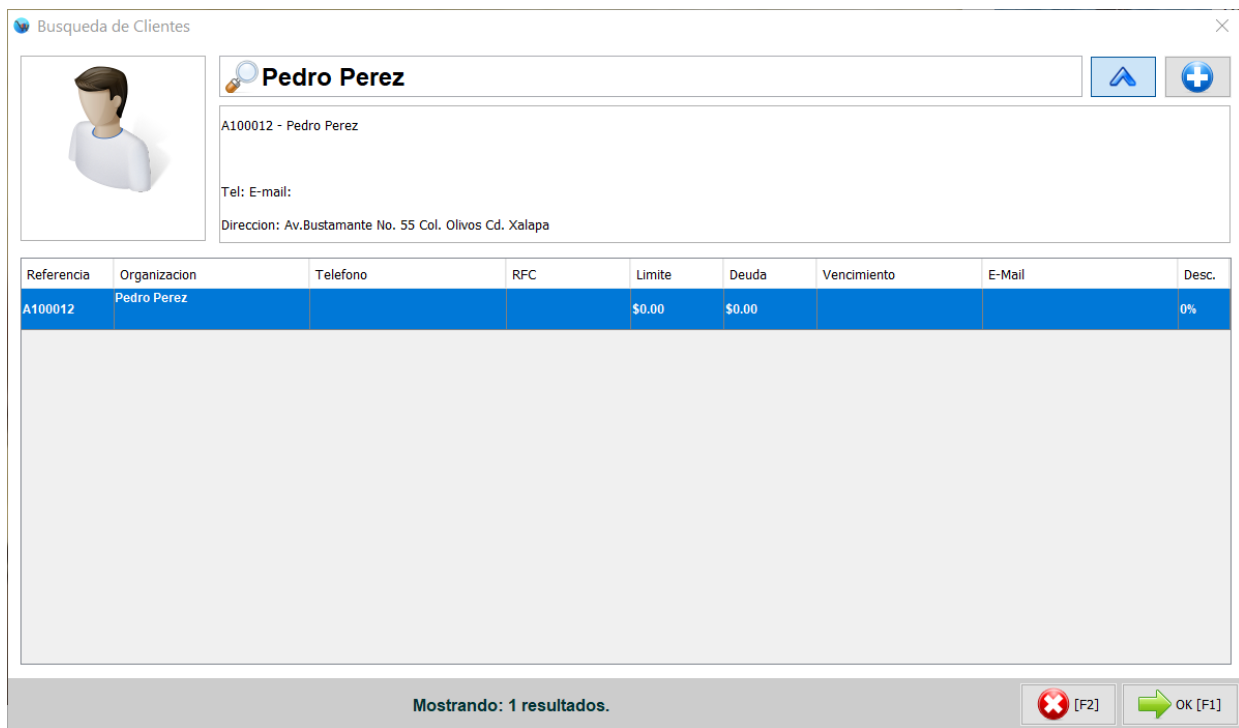 Busqueda de Clientes
Pedro Perez
A100012 - Pedro Perez
Tel: E-mail:
Direccion: Av.Bustamante No. 55 Col. Olivos Cd. Xalapa
Referencia Organizacion Telefono RFC Limite Deuda Vencimiento E-Mail Desc.
A100012 Pedro Perez $0.00 $0.00 0%
Mostrando: 1 resultados.
[F2] OK [F1]